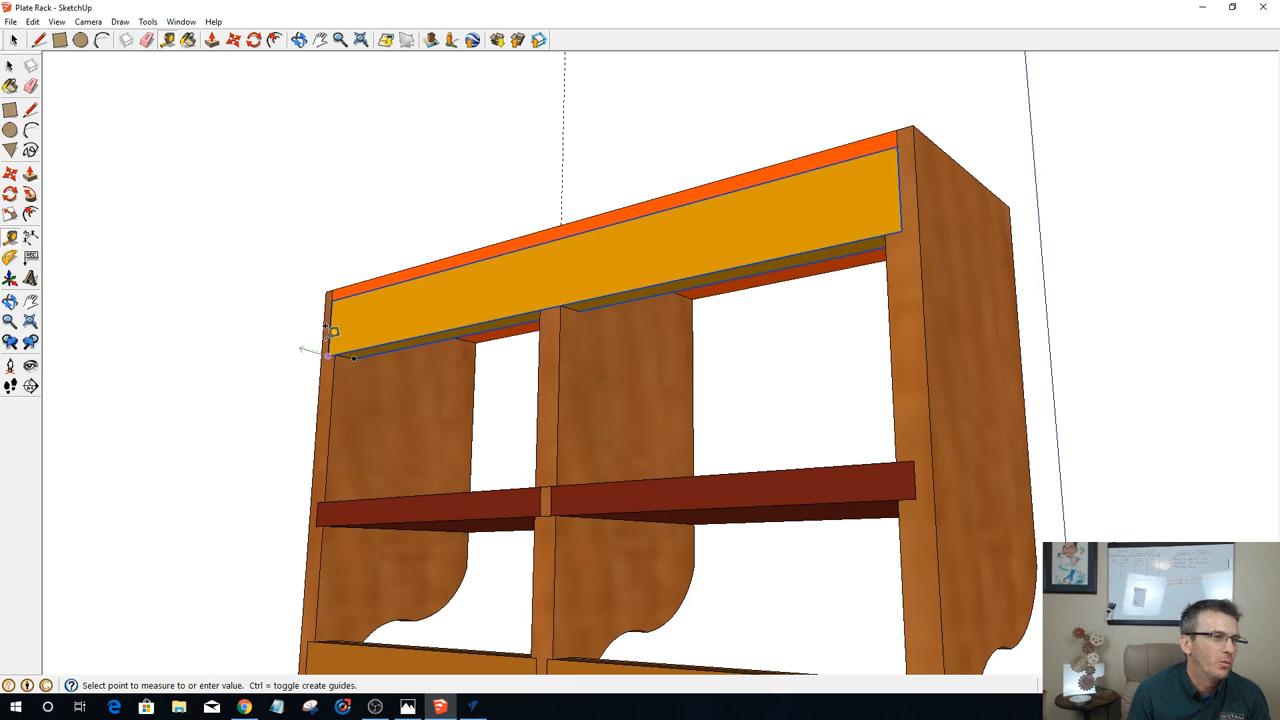 Plate Rack - SketchUp
File Edit View Camera Draw Tools Window Help
Select point to measure to or enter value. Ctrl = toggle create guides.